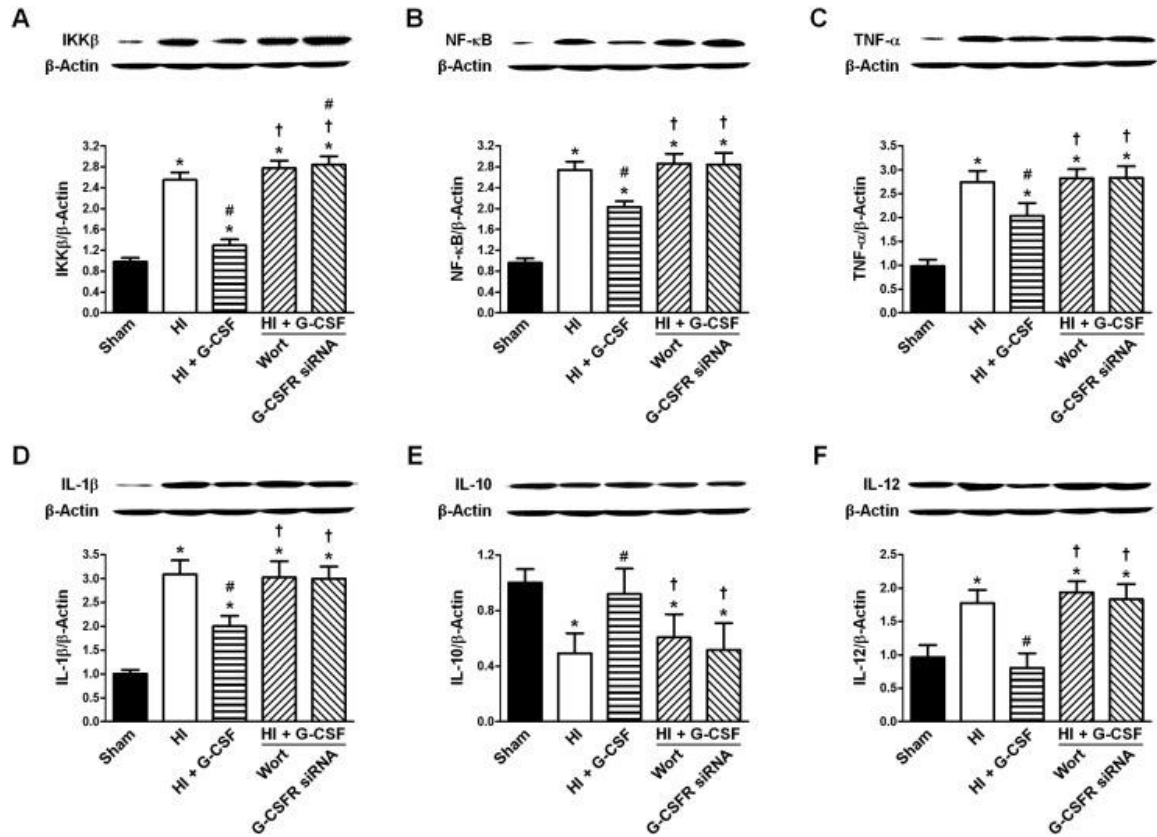 A
IKKβ
β-Actin
IKKβ/β-Actin
3.2
2.8
2.4
2.0
1.6
1.2
0.8
0.4
0.0
*
#
*
†
*
#
†
*
Sham
HI
HI + G-CSF
HI + G-CSF
Wort
G-CSFR siRNA
B
NF-κB
β-Actin
NF-κB/β-Actin
3.2
2.8
2.4
2.0
1.6
1.2
0.8
0.4
0.0
*
#
*
†
*
†
*
Sham
HI
HI + G-CSF
HI + G-CSF
Wort
G-CSFR siRNA
C
TNF-α
β-Actin
TNF-α/β-Actin
3.5
3.0
2.5
2.0
1.5
1.0
0.5
0.0
*
#
*
†
*
†
*
Sham
HI
HI + G-CSF
HI + G-CSF
Wort
G-CSFR siRNA
D
IL-1β
β-Actin
IL-1β/β-Actin
3.5
3.0
2.5
2.0
1.5
1.0
0.5
0.0
*
#
*
†
*
†
*
Sham
HI
HI + G-CSF
HI + G-CSF
Wort
G-CSFR siRNA
E
IL-10
β-Actin
IL-10/β-Actin
1.2
0.8
0.4
0.0
*
#
†
*
†
*
Sham
HI
HI + G-CSF
HI + G-CSF
Wort
G-CSFR siRNA
F
IL-12
β-Actin
IL-12/β-Actin
2.5
2.0
1.5
1.0
0.5
0.0
*
#
†
*
†
*
Sham
HI
HI + G-CSF
HI + G-CSF
Wort
G-CSFR siRNA